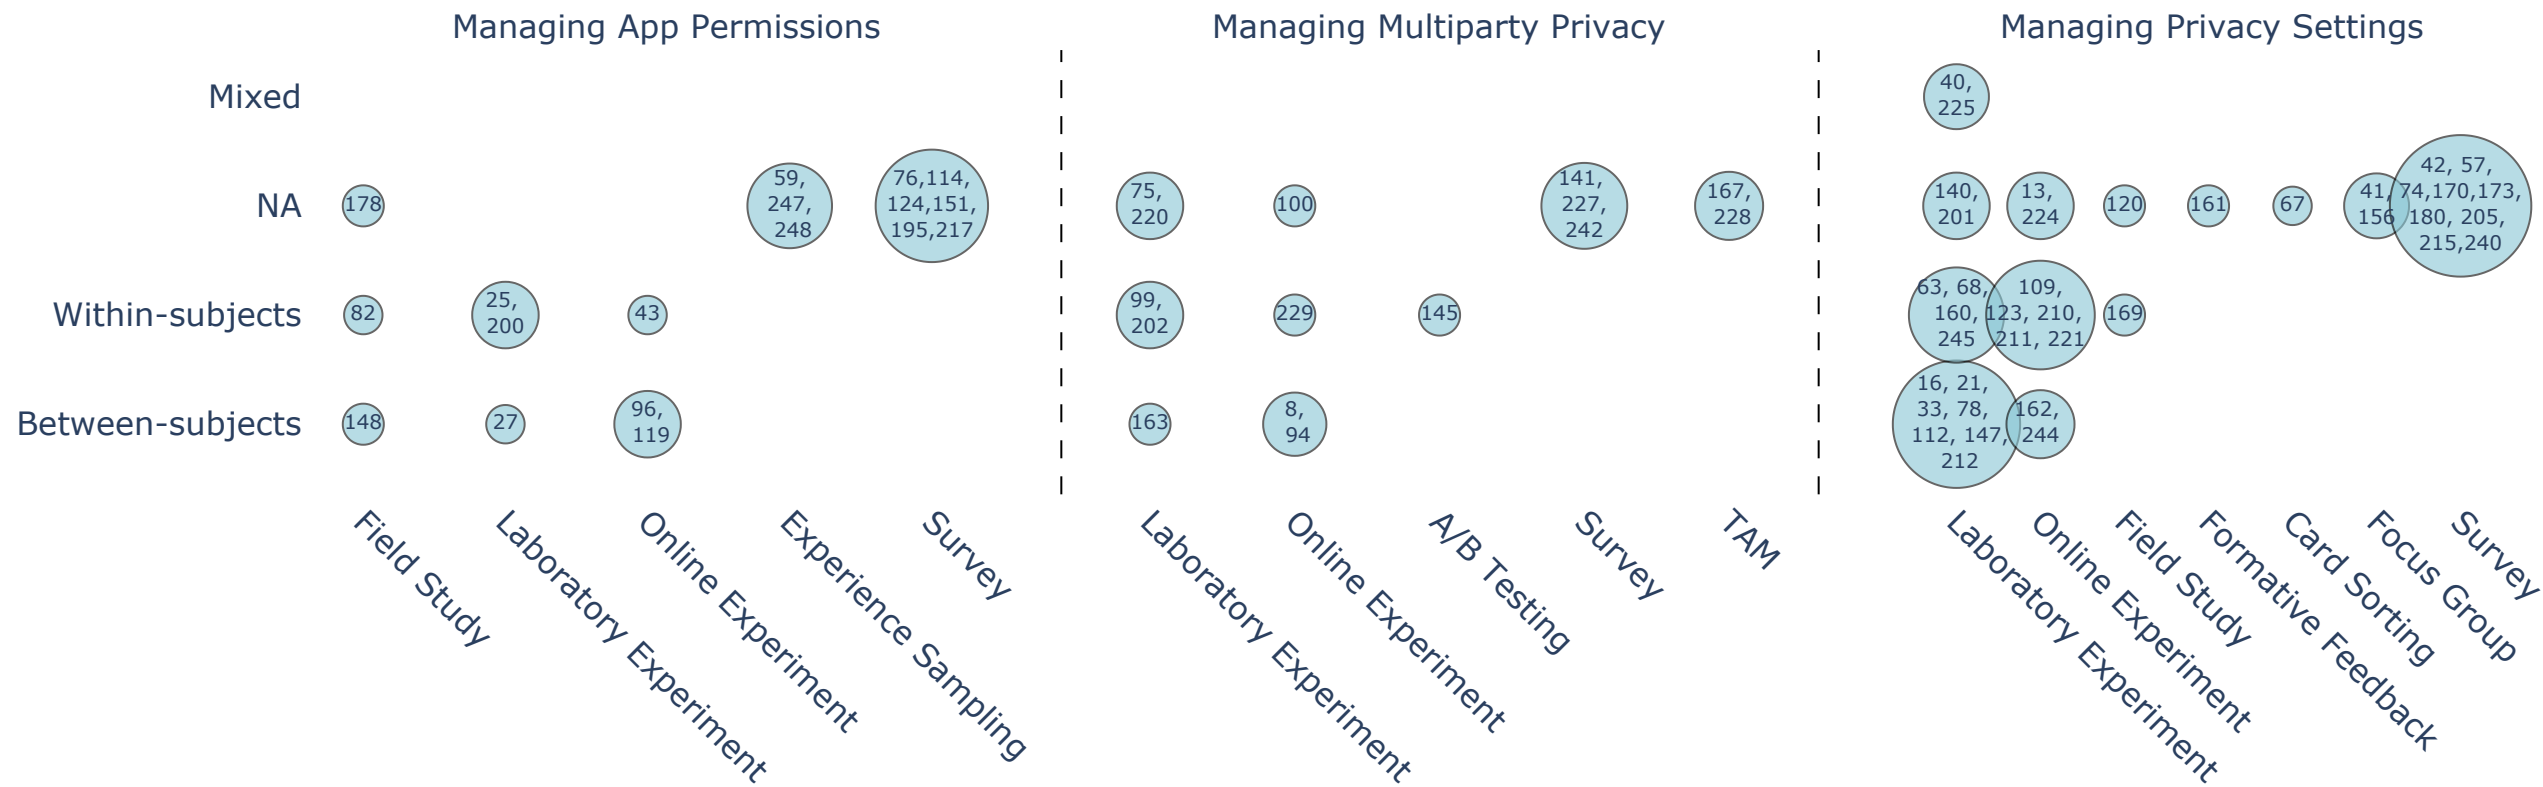 Managing App Permissions
Managing Multiparty Privacy
Managing Privacy Settings
Mixed
40,
225
NA
178
59,
247,
248
76,114,
124,151,
195,217
75,
220
100
141,
227,
242
167,
228
140,
201
13,
224
120
161
67
41,
156
42, 57,
74,170,173,
180, 205,
215,240
Within-subjects
82
25,
200
43
99,
202
229
145
63, 68,
160,
245
109,
123, 210,
211, 221
169
Between-subjects
148
27
96,
119
163
8,
94
16, 21,
33, 78,
112, 147,
212
162,
244
Field Study
Laboratory Experiment
Online Experiment
Experience Sampling
Survey
Laboratory Experiment
Online Experiment
A/B Testing
Survey
TAM
Laboratory Experiment
Online Experiment
Field Study
Formative Feedback
Card Sorting
Focus Group
Survey